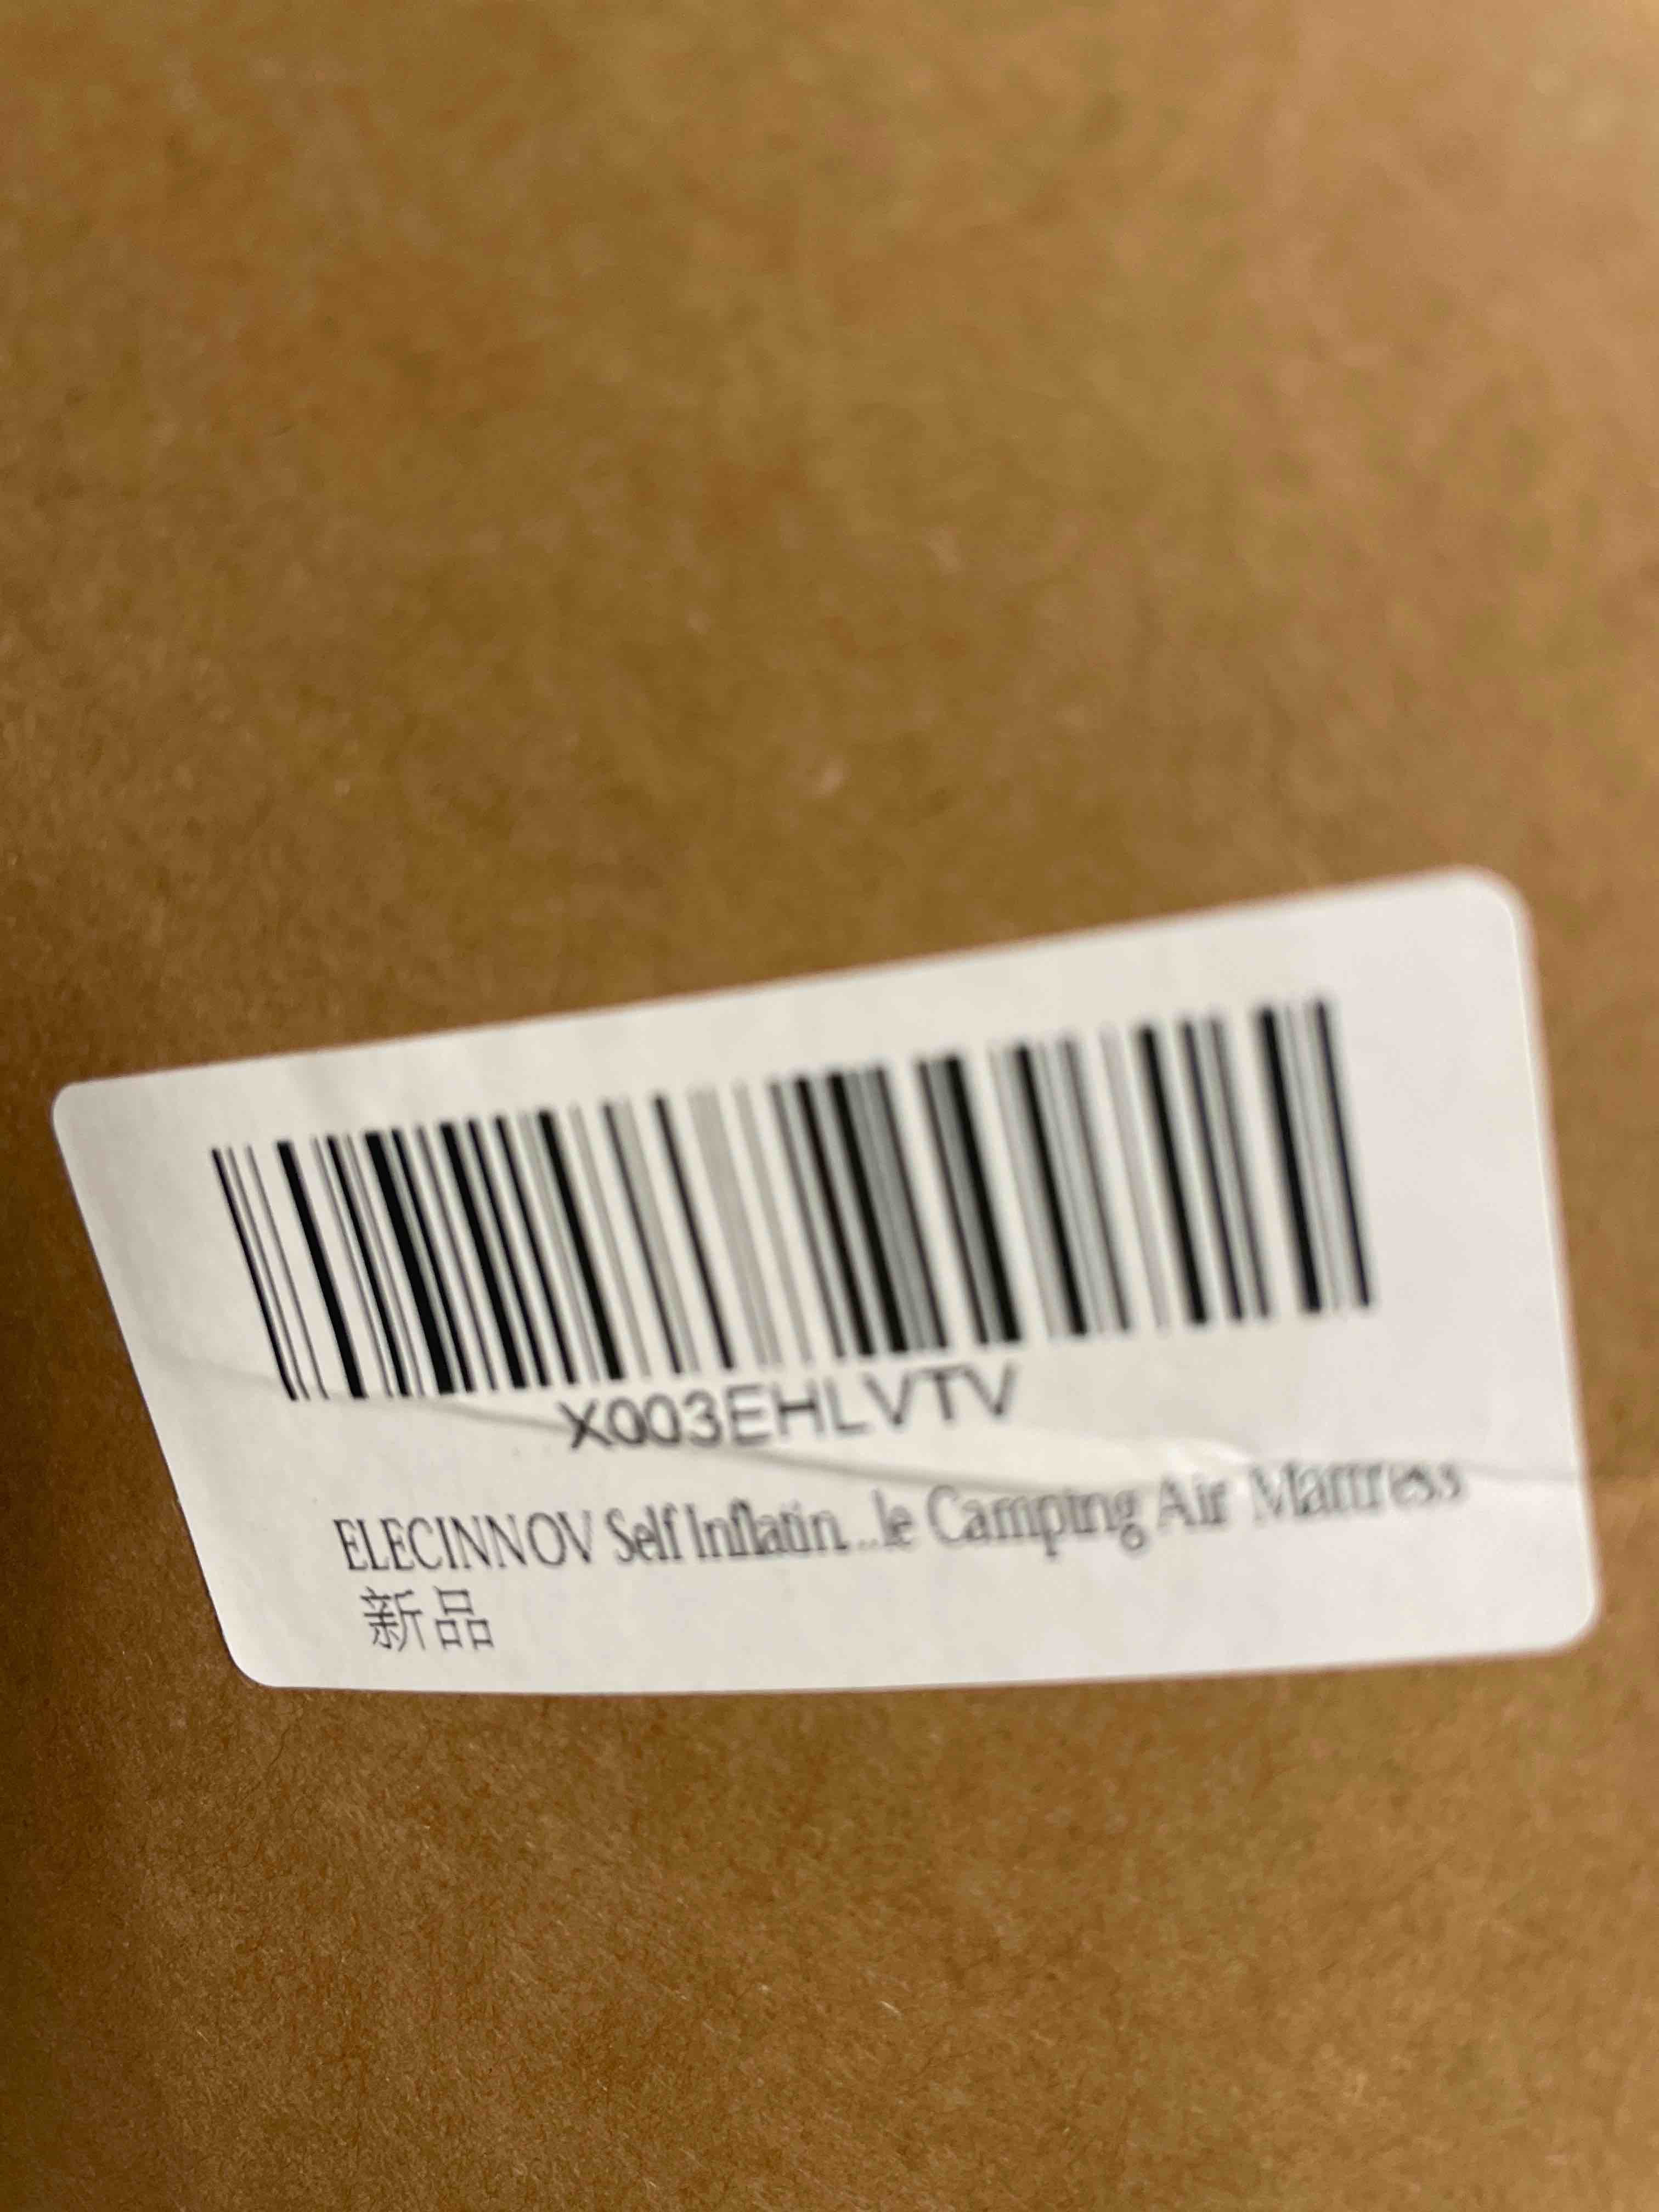 X003EHLVTV
ELECINNOV Self Inflatin...le Camping Air Mattress
新品